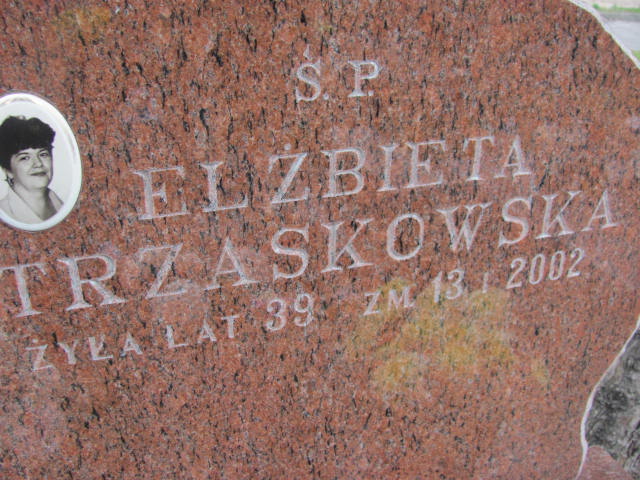 Ś. P.
ELŻBIETA
TRZASKOWSKA
ŻYŁA LAT 39 ZM. 13 I 2002